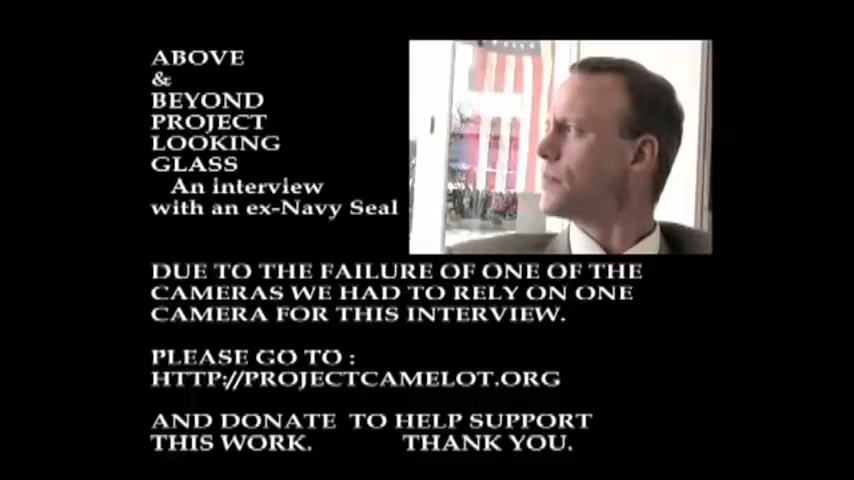 ABOVE
&
BEYOND
PROJECT
LOOKING
GLASS
An interview
with an ex-Navy Seal
DUE TO THE FAILURE OF ONE OF THE
CAMERAS WE HAD TO RELY ON ONE
CAMERA FOR THIS INTERVIEW.
PLEASE GO TO :
HTTP://PROJECTCAMELOT.ORG
AND DONATE TO HELP SUPPORT
THIS WORK. THANK YOU.